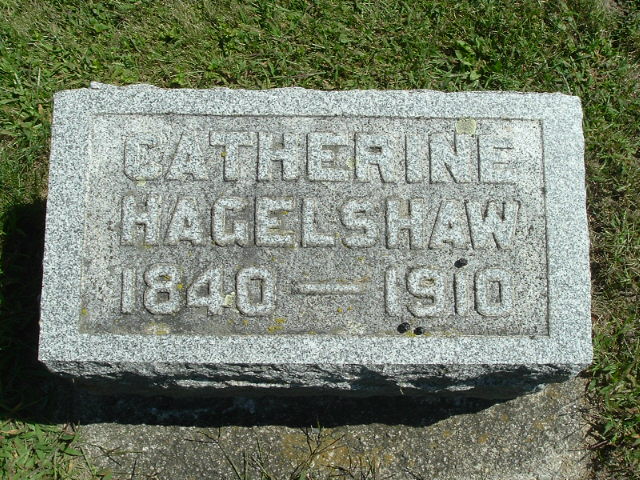 CATHERINE
HAGELSHAW
1840 — 1910